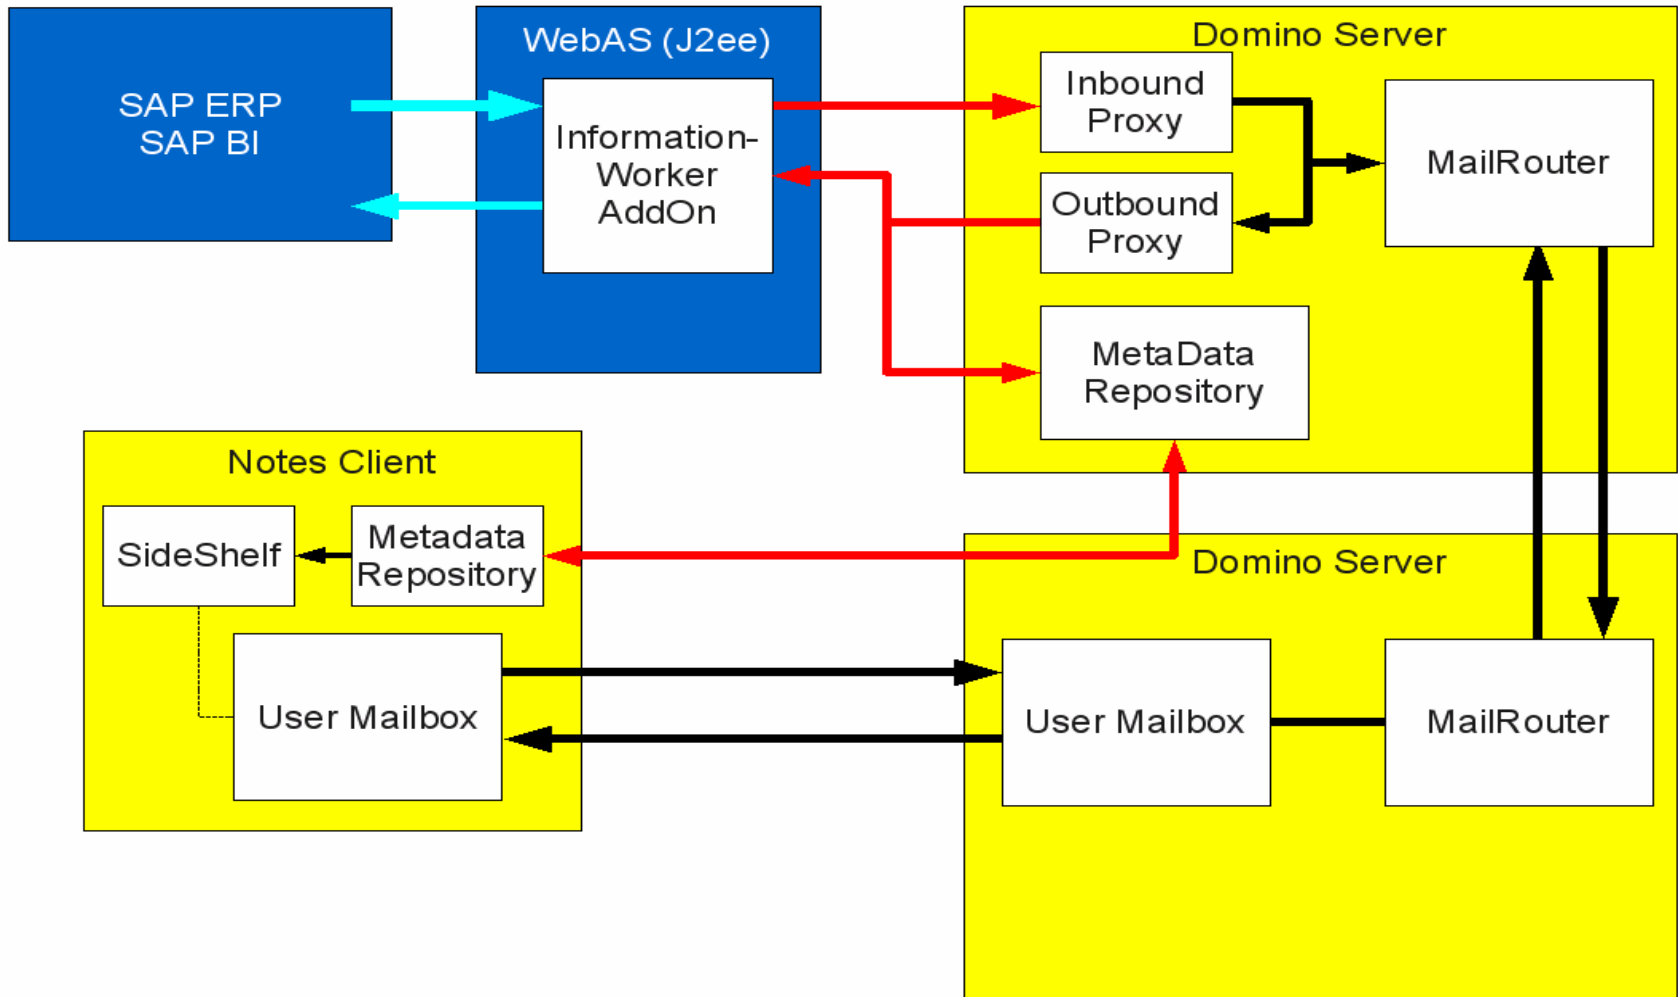 SAP ERP
SAP BI
WebAS (J2ee)
Information-
Worker
AddOn
Domino Server
Inbound
Proxy
Outbound
Proxy
MailRouter
MetaData
Repository
Notes Client
SideShelf
Metadata
Repository
User Mailbox
Domino Server
User Mailbox
MailRouter